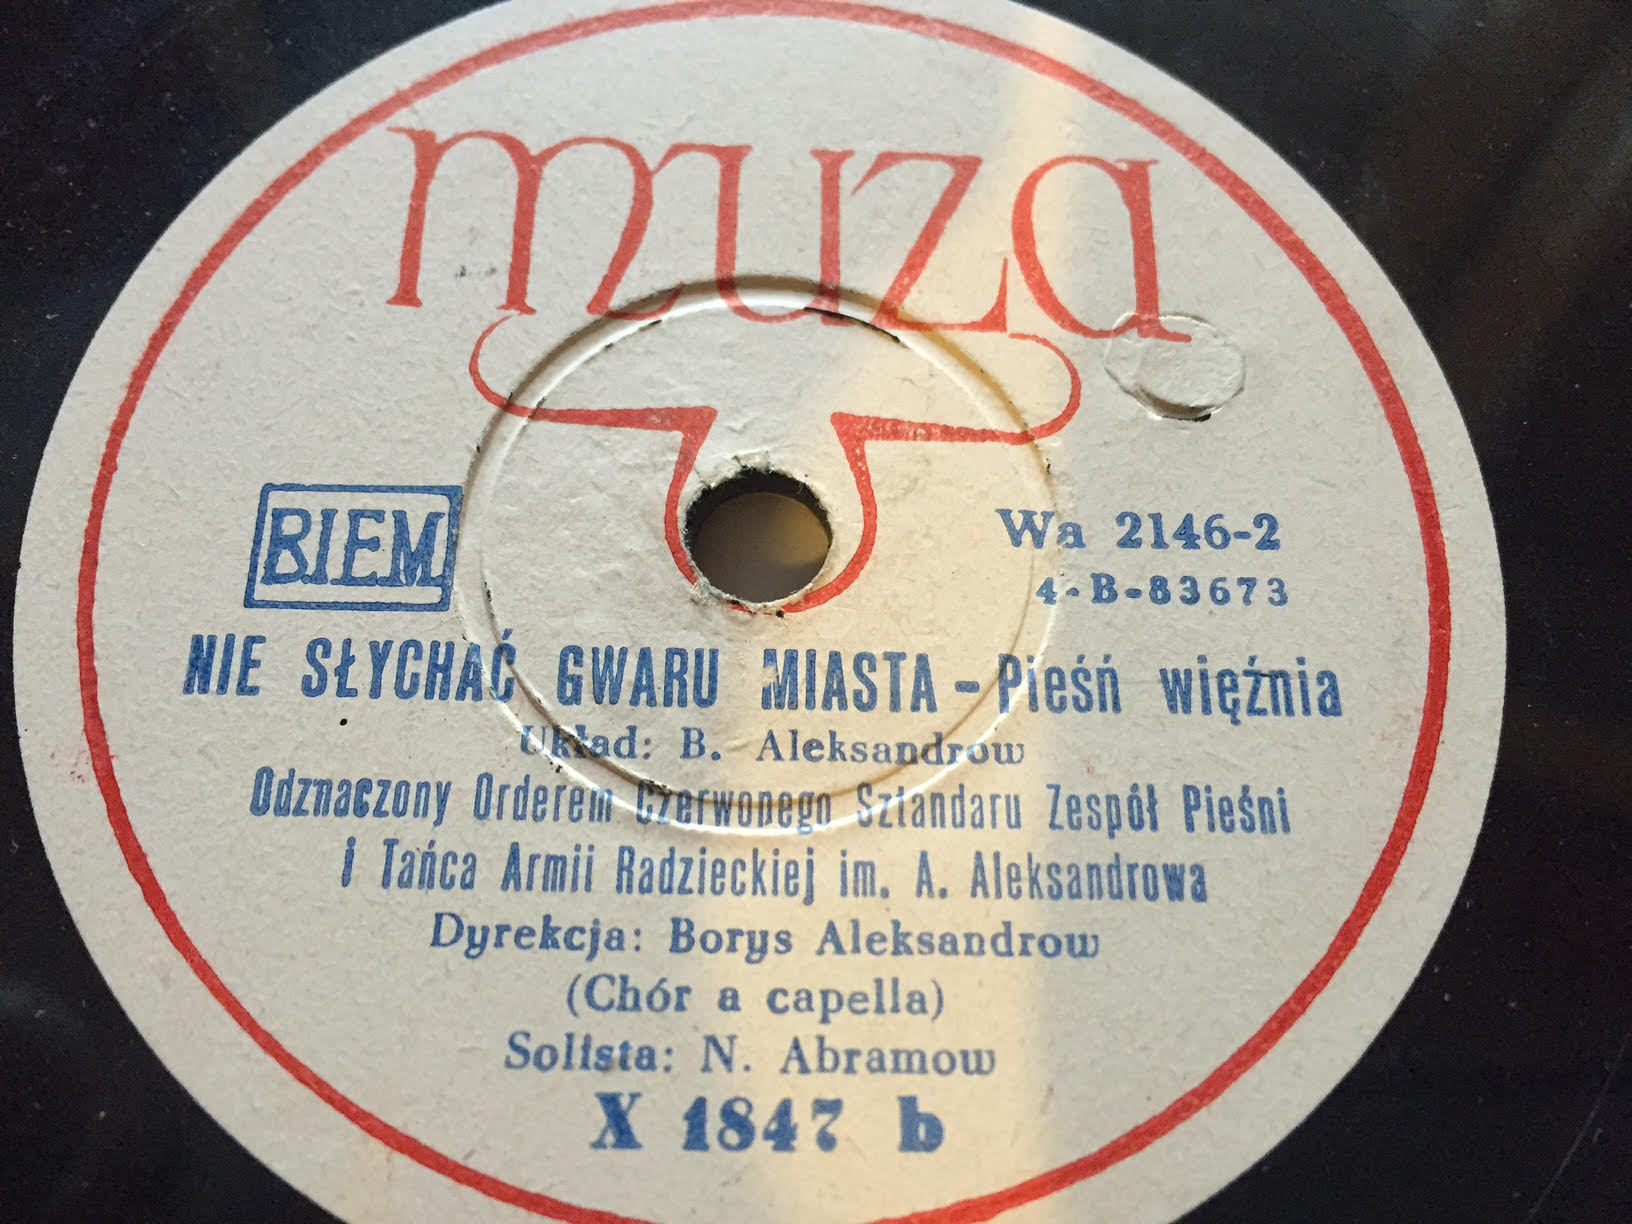 muza
B.I.E.M.
Wa 2146-2
4-B-83673
NIE SŁYCHAĆ GWARU MIASTA - Pieśń więźnia
Układ: B. Aleksandrow
Odznaczony Orderem Czerwonego Sztandaru Zespół Pieśni
i Tańca Armii Radzieckiej im. A. Aleksandrowa
Dyrekcja: Borys Aleksandrow
(Chór a capella)
Solista: N. Abramow
X 1847 b